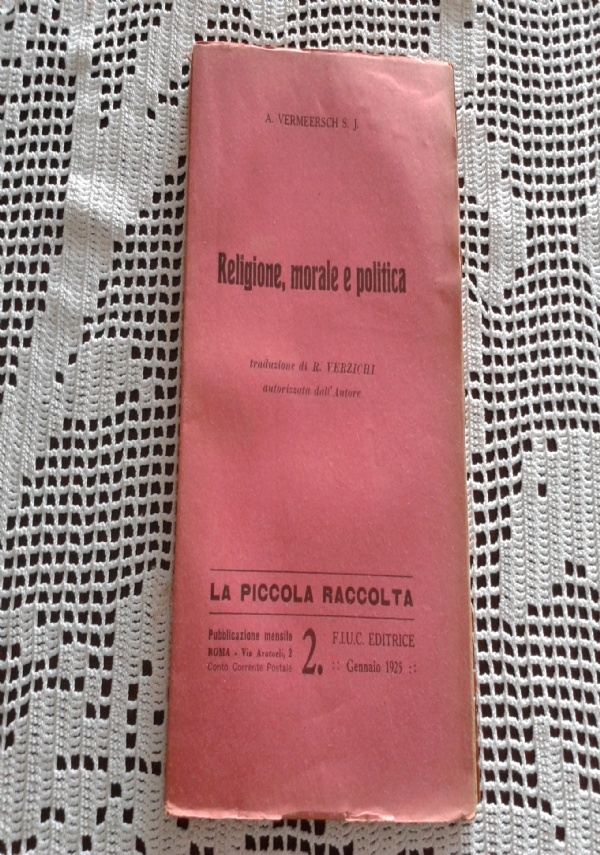 A. VERMEERSCH S. J.
Religione, morale e politica
traduzione di R. VERZICHI
autorizzata dall'Autore
LA PICCOLA RACCOLTA
Pubblicazione mensile
ROMA - Via Aracoeli, 2
Conto Corrente Postale
2.
F.I.U.C. EDITRICE
:: Gennaio 1925 ::